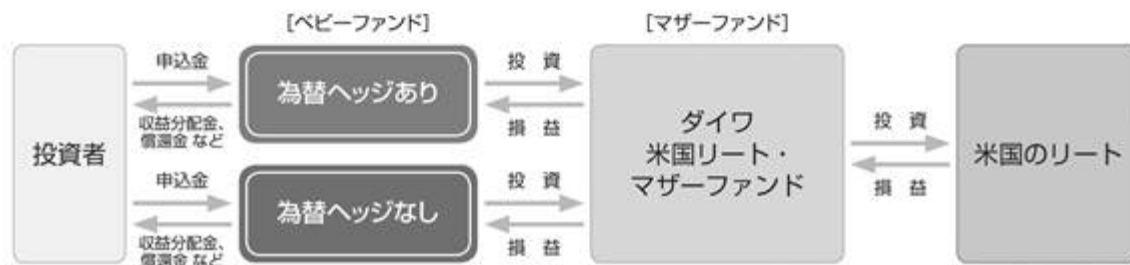 [ベビーファンド]
[マザーファンド]
投資者
申込金
収益分配金、
償還金 など
為替ヘッジあり
投 資
損 益
申込金
収益分配金、
償還金 など
為替ヘッジなし
投 資
損 益
ダイワ
米国リート・
マザーファンド
投 資
損 益
米国のリート